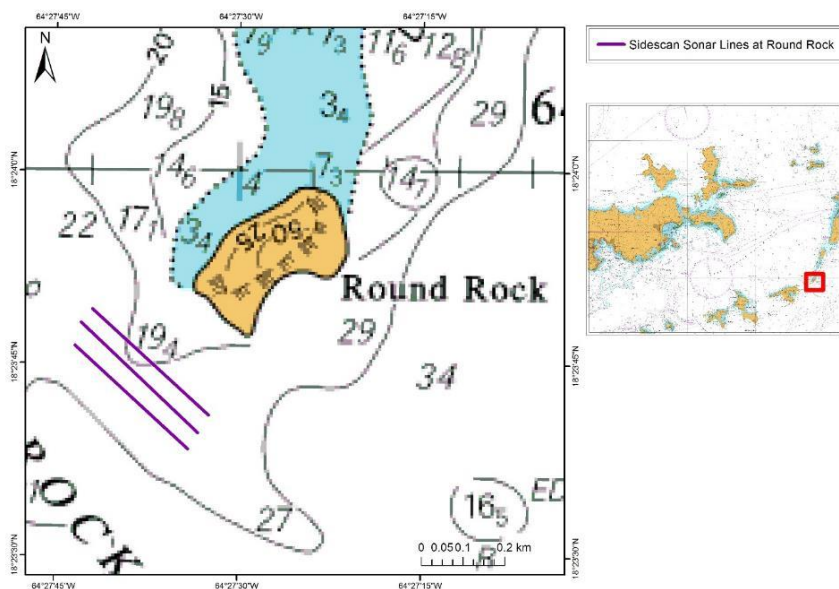 64°27'45"W 64°27'30"W 64°27'15"W
N
Sidescan Sonar Lines at Round Rock
20
7₃
11₆
12₈
15
19₈
3₄
29
6
18°24'0"N
14₆
4
7₃
14₇
18°24'0"N
22
17₁
3₄
50
25
Round Rock
19₄
29
18°23'45"N
18°23'45"N
34
ROCK
27
16₅
ED
R
0 0.05 0.1 0.2 km
18°23'30"N
18°23'30"N
64°27'45"W 64°27'30"W 64°27'15"W